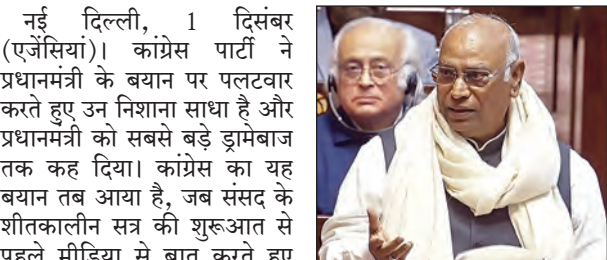 नई दिल्ली, 1 दिसंबर
(एजेंसियां)। कांग्रेस पार्टी ने
प्रधानमंत्री के बयान पर पलटवार
करते हुए उन निशाना साधा है और
प्रधानमंत्री को सबसे बड़े ड्रामेबाज
तक कह दिया। कांग्रेस का यह
बयान तब आया है, जब संसद के
शीतकालीन सत्र की शुरूआत से
पहले मीडिया से बात करते हुए